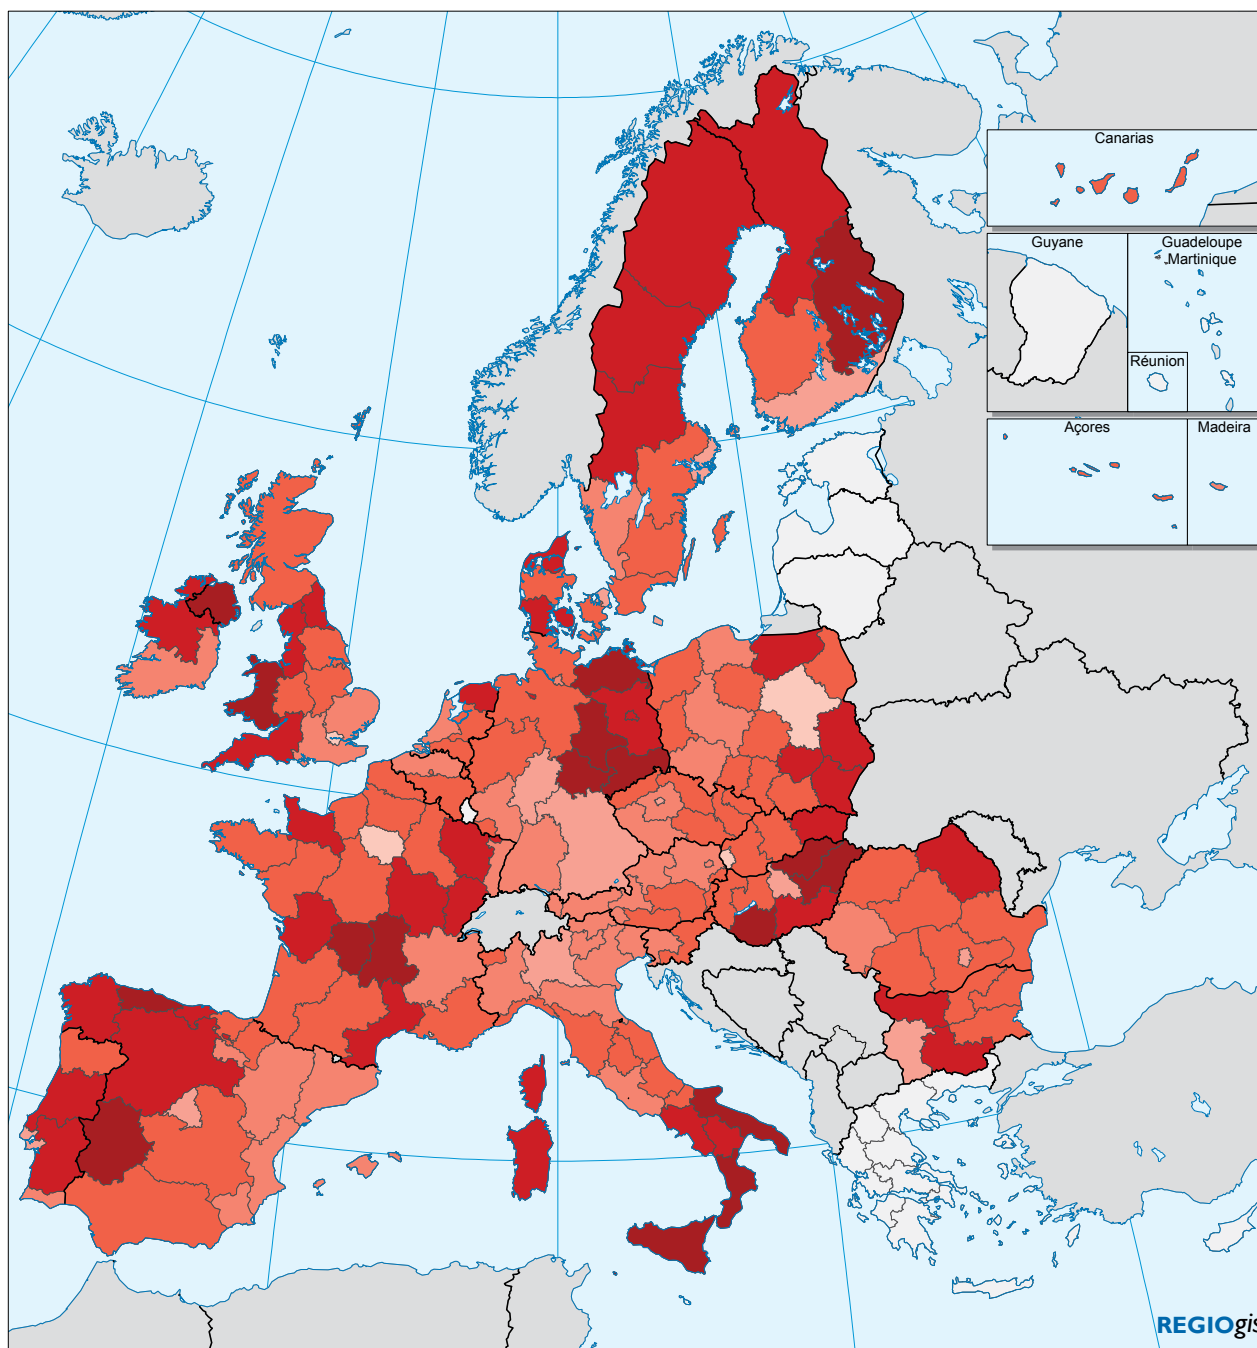 Canarias
Guyane
Guadeloupe
Martinique
Réunion
Açores
Madeira
REGIOgis